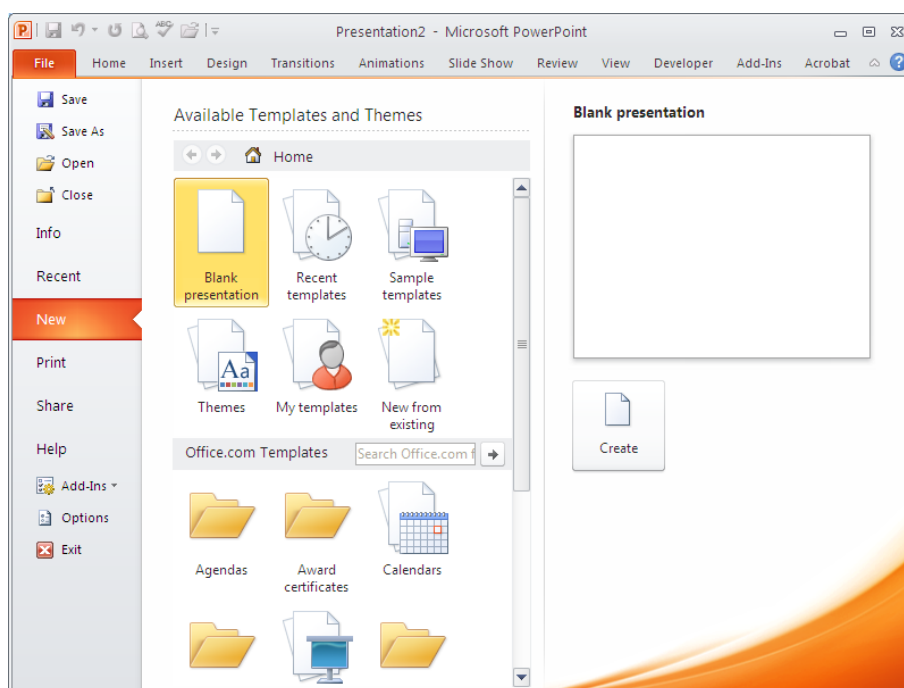 Presentation2 - Microsoft PowerPoint
File Home Insert Design Transitions Animations Slide Show Review View Developer Add-Ins Acrobat
Save
Save As
Open
Close
Info
Recent
New
Print
Share
Help
Add-Ins
Options
Exit
Available Templates and Themes
Home
Blank
presentation
Recent
templates
Sample
templates
Themes
My templates
New from
existing
Office.com Templates
Search Office.com f
Agendas
Award
certificates
Calendars
Blank presentation
Create